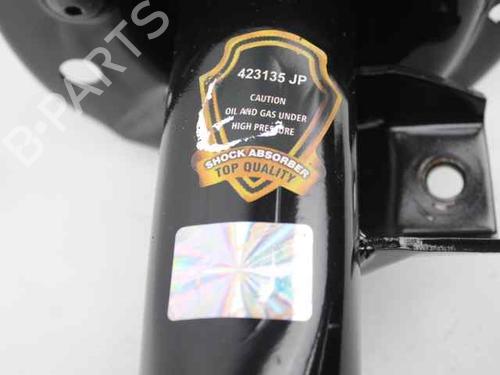 423135 JP
CAUTION
OIL AND GAS UNDER
HIGH PRESSURE
SHOCK ABSORBER
TOP QUALITY
B-PARTS